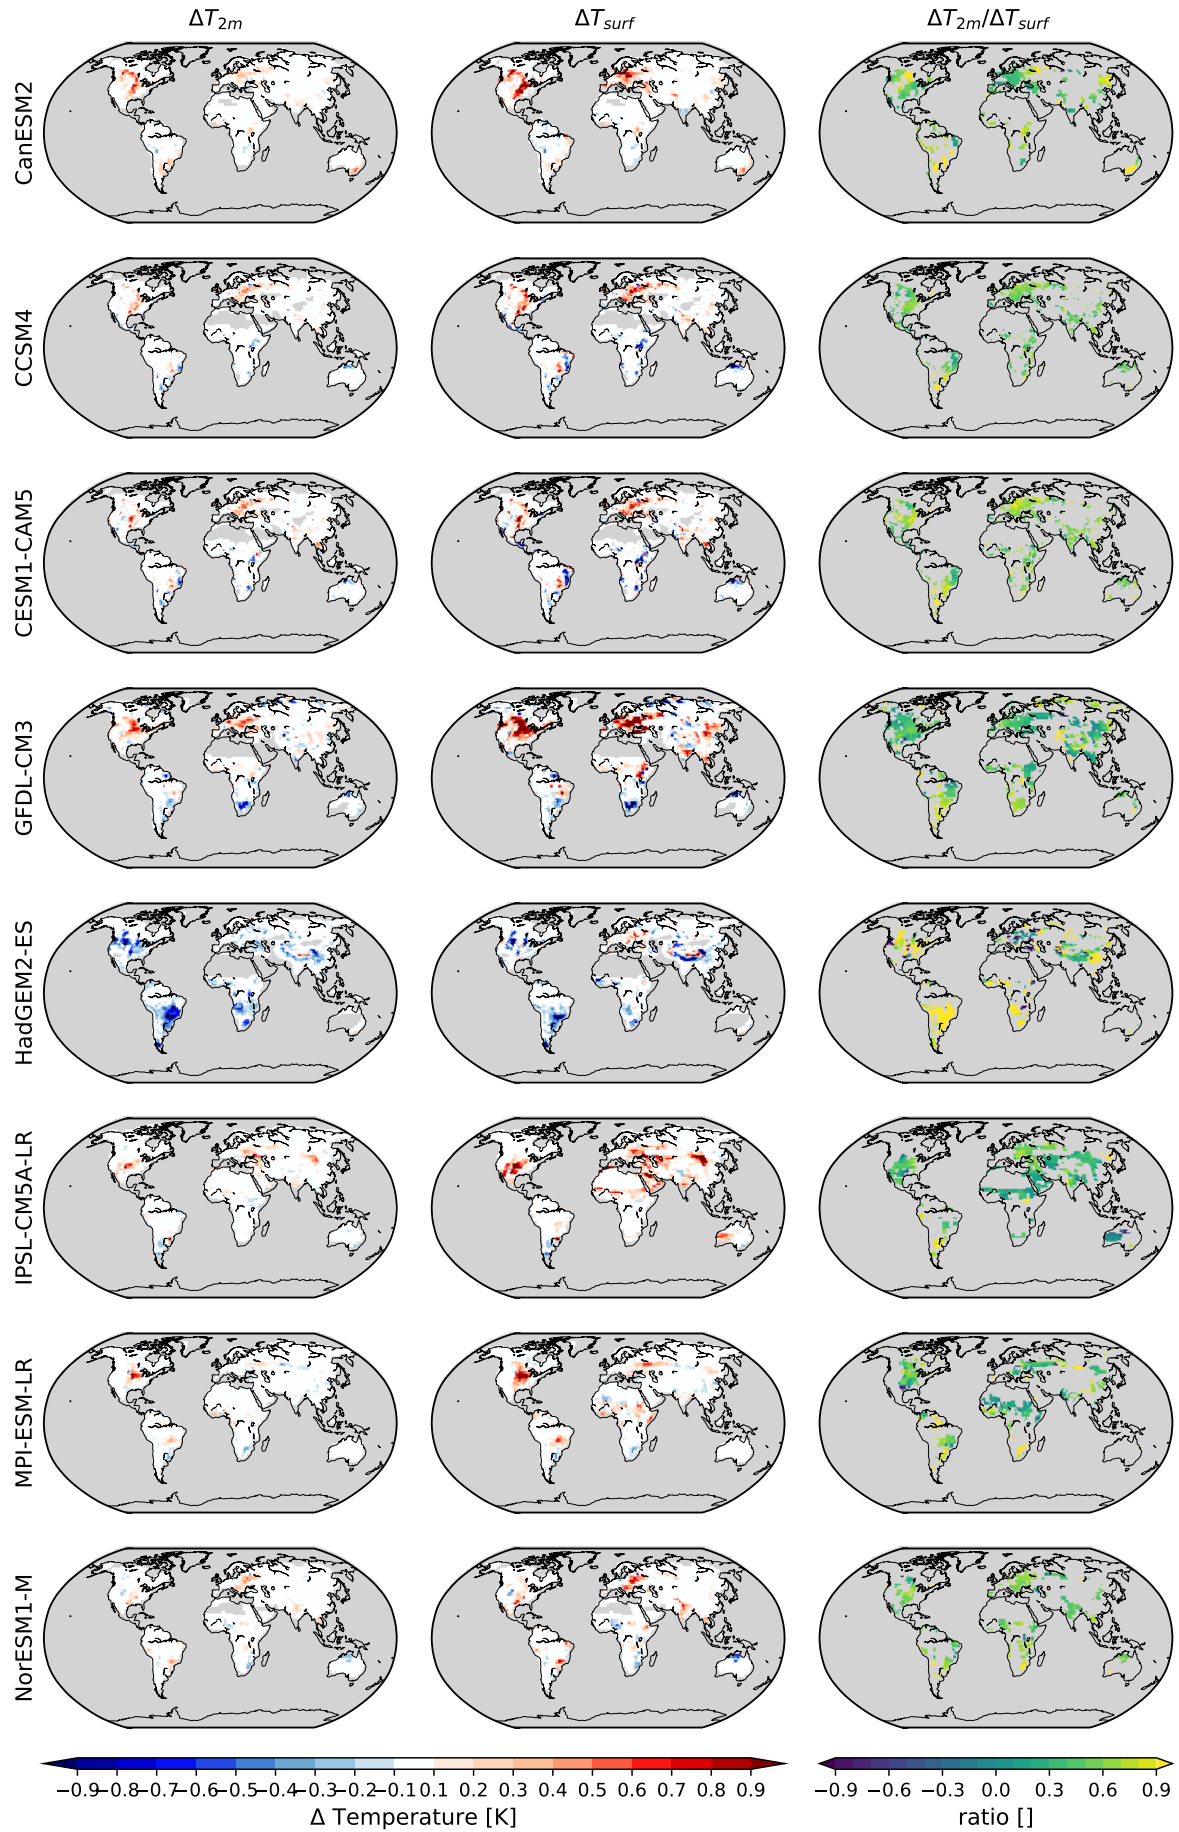 ΔT2m ΔTsurf ΔT2m/ΔTsurf
CanESM2
CCSM4
CESM1-CAM5
GFDL-CM3
HadGEM2-ES
IPSL-CM5A-LR
MPI-ESM-LR
NorESM1-M
−0.9 −0.8 −0.7 −0.6 −0.5 −0.4 −0.3 −0.2 −0.1 0.1 0.2 0.3 0.4 0.5 0.6 0.7 0.8 0.9
Δ Temperature [K]
−0.9 −0.6 −0.3 0.0 0.3 0.6 0.9
ratio []